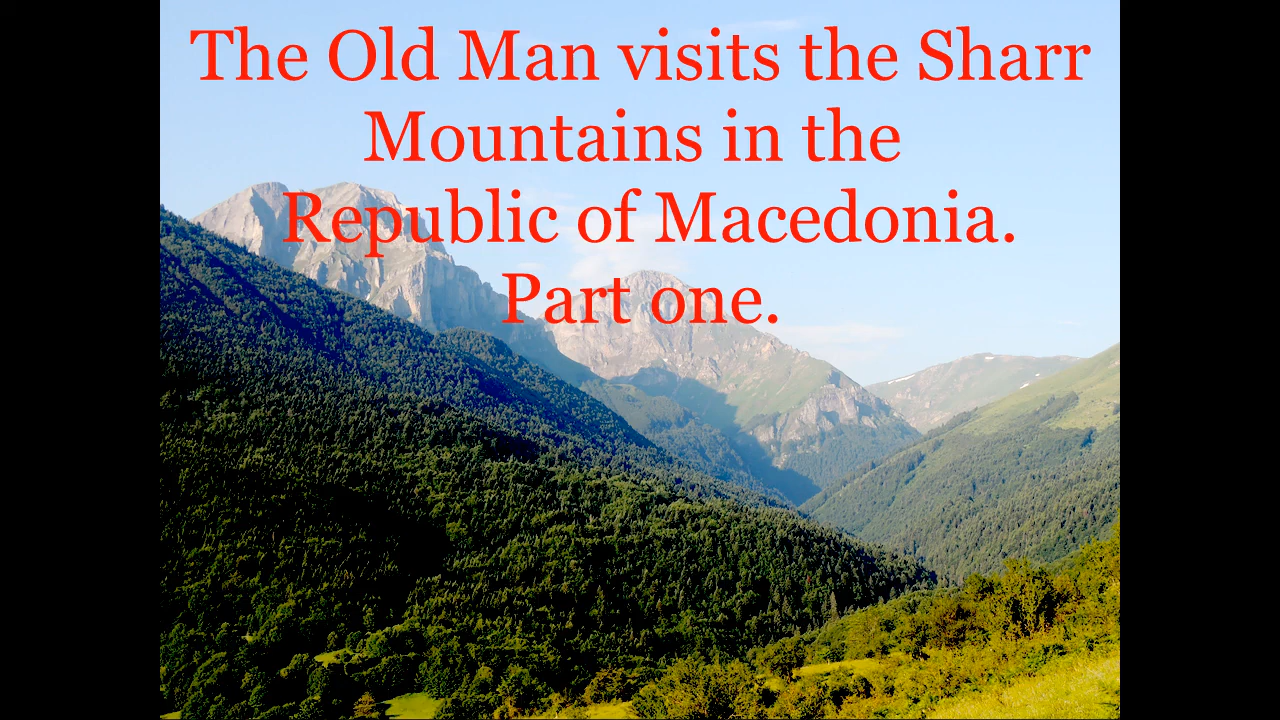 The Old Man visits the Sharr
Mountains in the
Republic of Macedonia.
Part one.